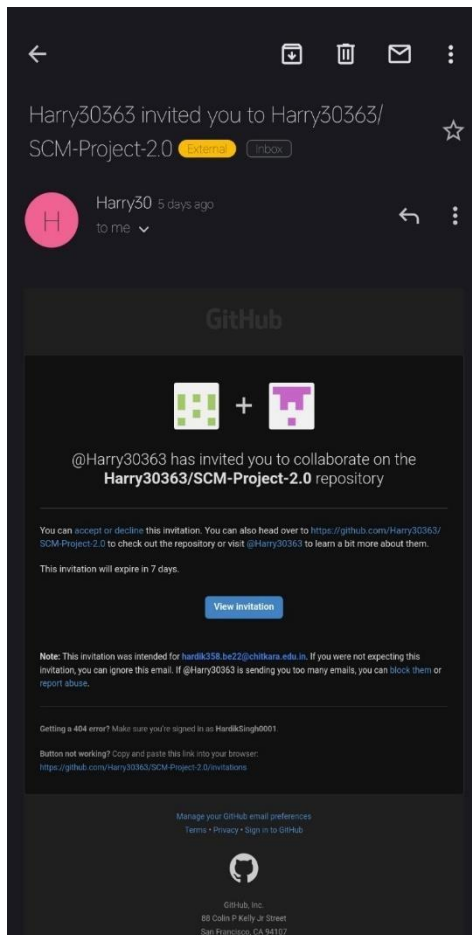 Harry30363 invited you to Harry30363/
SCM-Project-2.0 External Inbox
H
Harry30 5 days ago
to me
GitHub
+
@Harry30363 has invited you to collaborate on the
Harry30363/SCM-Project-2.0 repository
You can accept or decline this invitation. You can also head over to https://github.com/Harry30363/
SCM-Project-2.0 to check out the repository or visit @Harry30363 to learn a bit more about them.
This invitation will expire in 7 days.
View invitation
Note: This invitation was intended for hardik358.be22@chitkara.edu.in. If you were not expecting this
invitation, you can ignore this email. If @Harry30363 is sending you too many emails, you can block them or
report abuse.
Getting a 404 error? Make sure you're signed in as HardikSingh0001.
Button not working? Copy and paste this link into your browser:
https://github.com/Harry30363/SCM-Project-2.0/invitations
Manage your GitHub email preferences
Terms • Privacy • Sign in to GitHub
GitHub, Inc.
88 Colin P Kelly Jr Street
San Francisco, CA 94107